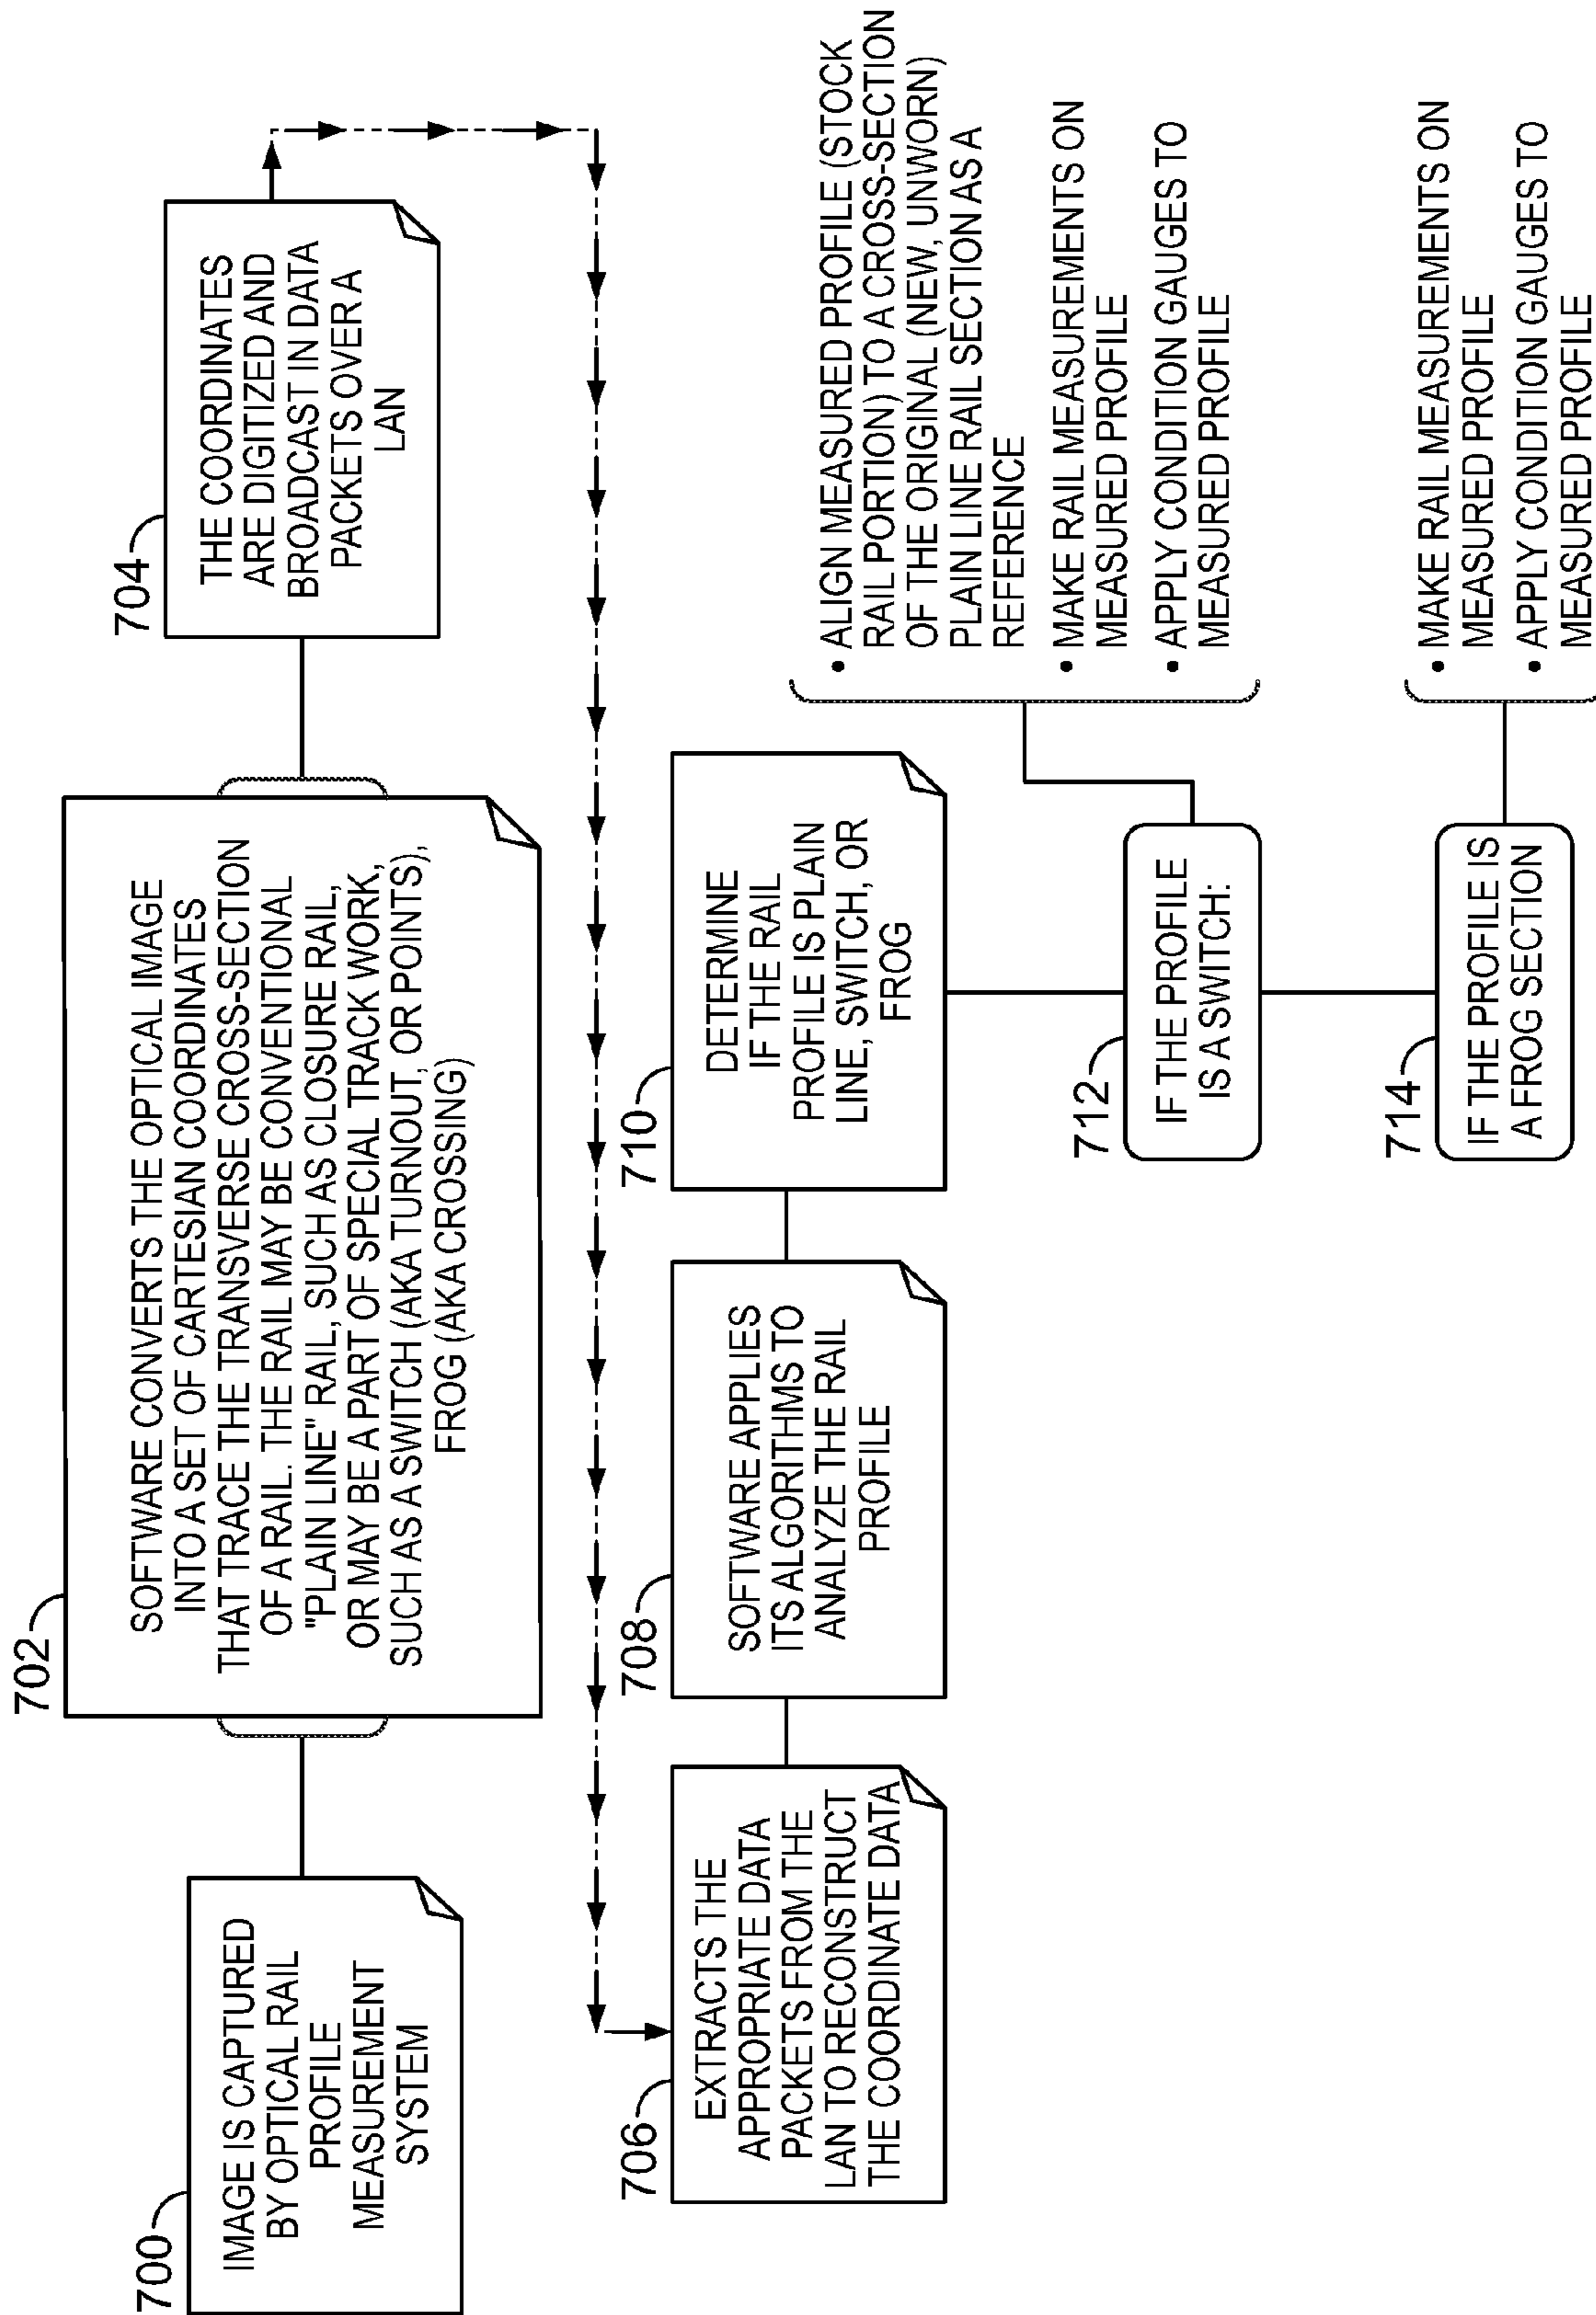 700
IMAGE IS CAPTURED
BY OPTICAL RAIL
PROFILE
MEASUREMENT
SYSTEM
702
SOFTWARE CONVERTS THE OPTICAL IMAGE
INTO A SET OF CARTESIAN COORDINATES
THAT TRACE THE TRANSVERSE CROSS-SECTION
OF A RAIL. THE RAIL MAY BE CONVENTIONAL
"PLAIN LINE" RAIL, SUCH AS CLOSURE RAIL,
OR MAY BE A PART OF SPECIAL TRACK WORK,
SUCH AS A SWITCH (AKA TURNOUT, OR POINTS),
FROG (AKA CROSSING)
704
THE COORDINATES
ARE DIGITIZED AND
BROADCAST IN DATA
PACKETS OVER A
LAN
706
EXTRACTS THE
APPROPRIATE DATA
PACKETS FROM THE
LAN TO RECONSTRUCT
THE COORDINATE DATA
708
SOFTWARE APPLIES
ITS ALGORITHMS TO
ANALYZE THE RAIL
PROFILE
710
DETERMINE
IF THE RAIL
PROFILE IS PLAIN
LINE, SWITCH, OR
FROG
712
IF THE PROFILE
IS A SWITCH:
• ALIGN MEASURED PROFILE (STOCK
RAIL PORTION) TO A CROSS-SECTION
OF THE ORIGINAL (NEW, UNWORN)
PLAIN LINE RAIL SECTION AS A
REFERENCE
• MAKE RAIL MEASUREMENTS ON
MEASURED PROFILE
• APPLY CONDITION GAUGES TO
MEASURED PROFILE
714
IF THE PROFILE IS
A FROG SECTION
• MAKE RAIL MEASUREMENTS ON
MEASURED PROFILE
• APPLY CONDITION GAUGES TO
MEASURED PROFILE